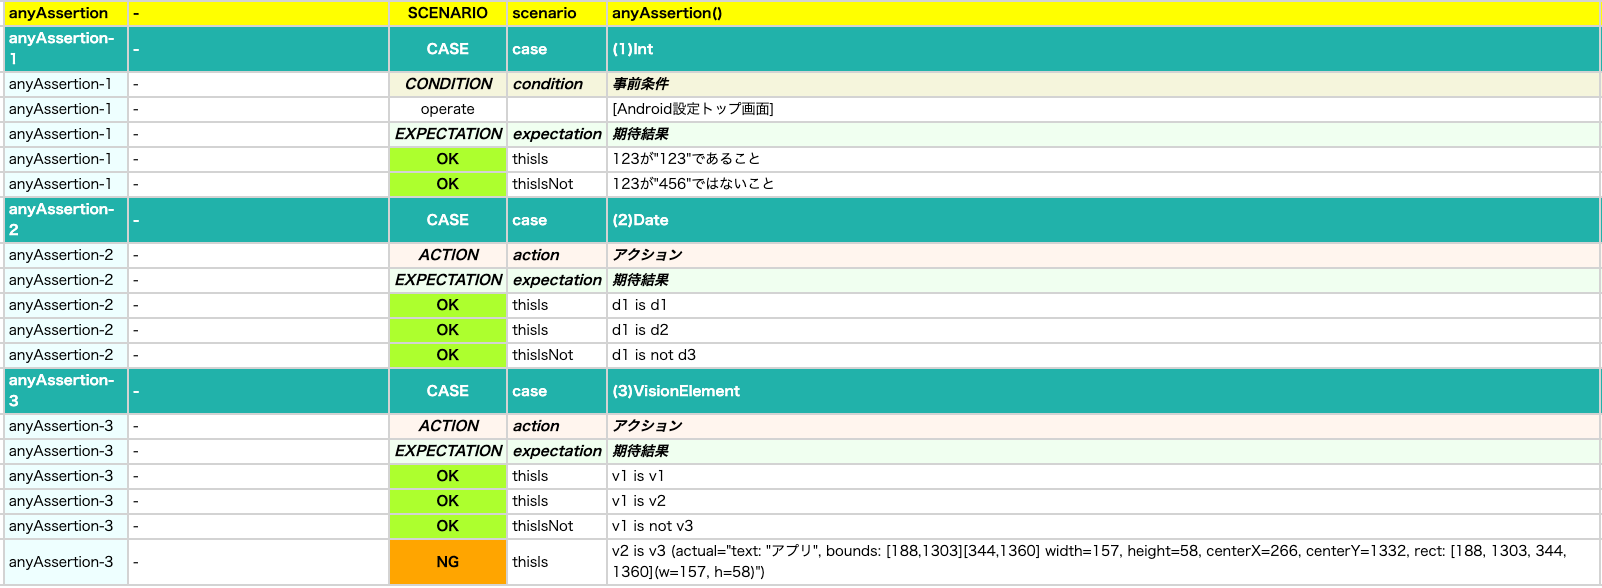 anyAssertion - SCENARIO scenario anyAssertion()
anyAssertion-
1 - CASE case (1)Int
anyAssertion-1 - CONDITION condition 事前条件
anyAssertion-1 - operate [Android設定トップ画面]
anyAssertion-1 - EXPECTATION expectation 期待結果
anyAssertion-1 - OK thisIs 123が"123"であること
anyAssertion-1 - OK thisIsNot 123が"456"ではないこと
anyAssertion-
2 - CASE case (2)Date
anyAssertion-2 - ACTION action アクション
anyAssertion-2 - EXPECTATION expectation 期待結果
anyAssertion-2 - OK thisIs d1 is d1
anyAssertion-2 - OK thisIs d1 is d2
anyAssertion-2 - OK thisIsNot d1 is not d3
anyAssertion-
3 - CASE case (3)VisionElement
anyAssertion-3 - ACTION action アクション
anyAssertion-3 - EXPECTATION expectation 期待結果
anyAssertion-3 - OK thisIs v1 is v1
anyAssertion-3 - OK thisIs v1 is v2
anyAssertion-3 - OK thisIsNot v1 is not v3
anyAssertion-3 - NG thisIs v2 is v3 (actual="text: "アプリ", bounds: [188,1303][344,1360] width=157, height=58, centerX=266, centerY=1332, rect: [188, 1303, 344,
1360](w=157, h=58)")